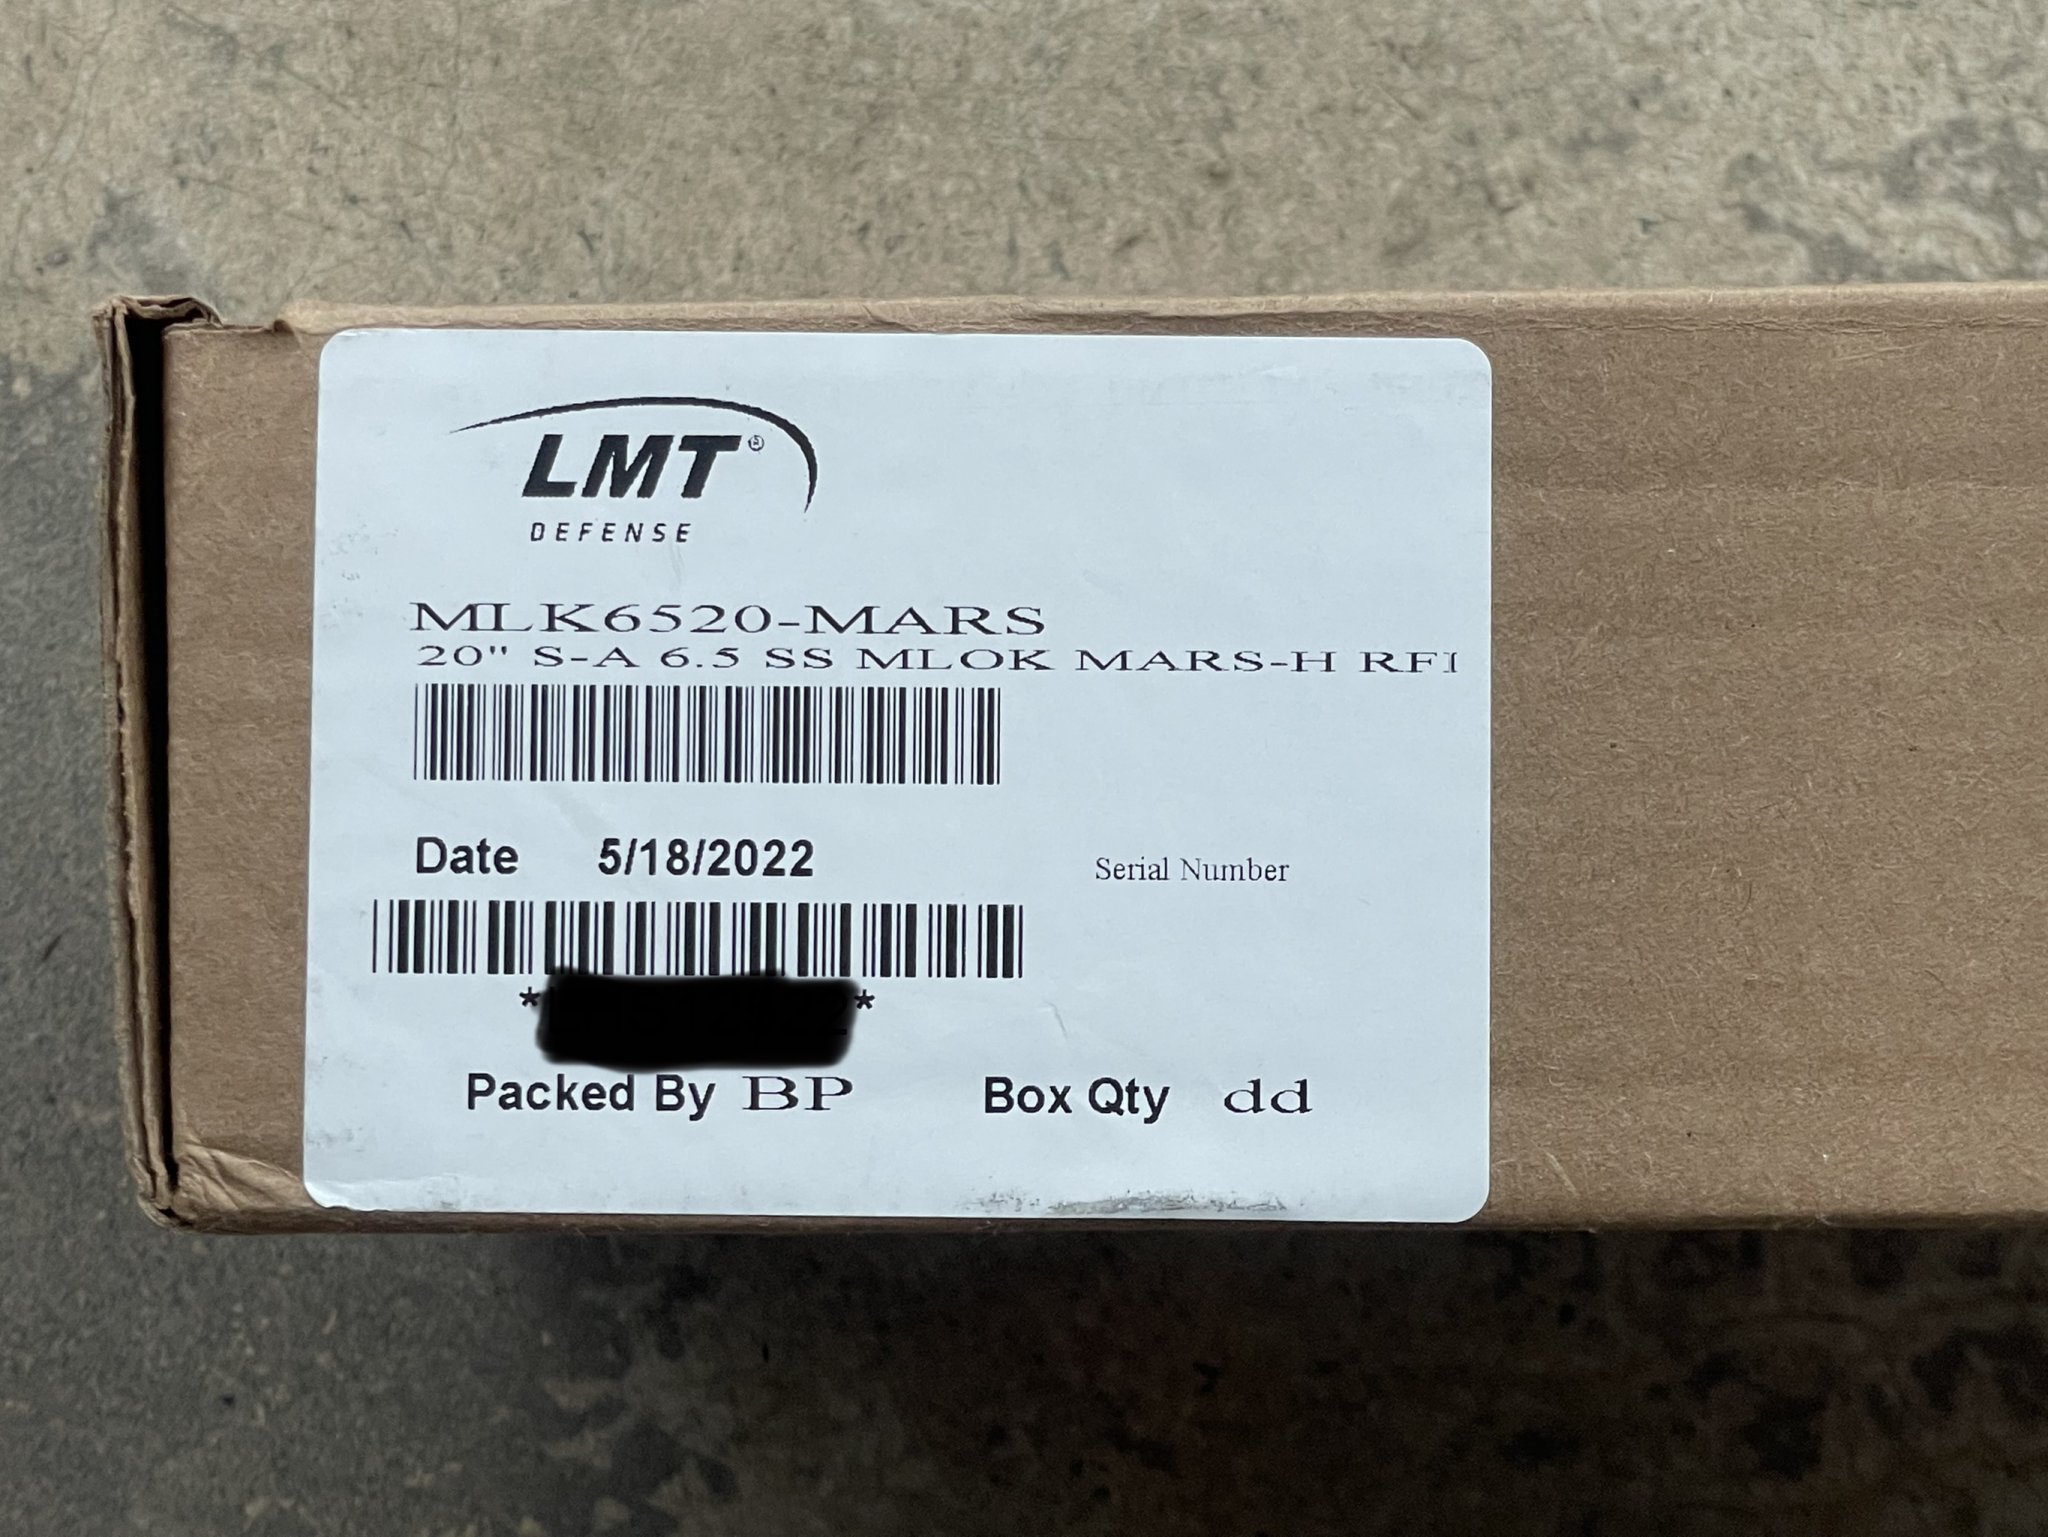 LMT®
DEFENSE
MLK6520-MARS
20" S-A 6.5 SS MLOK MARS-H RFI
Date 5/18/2022
Serial Number
* *
Packed By BP Box Qty dd